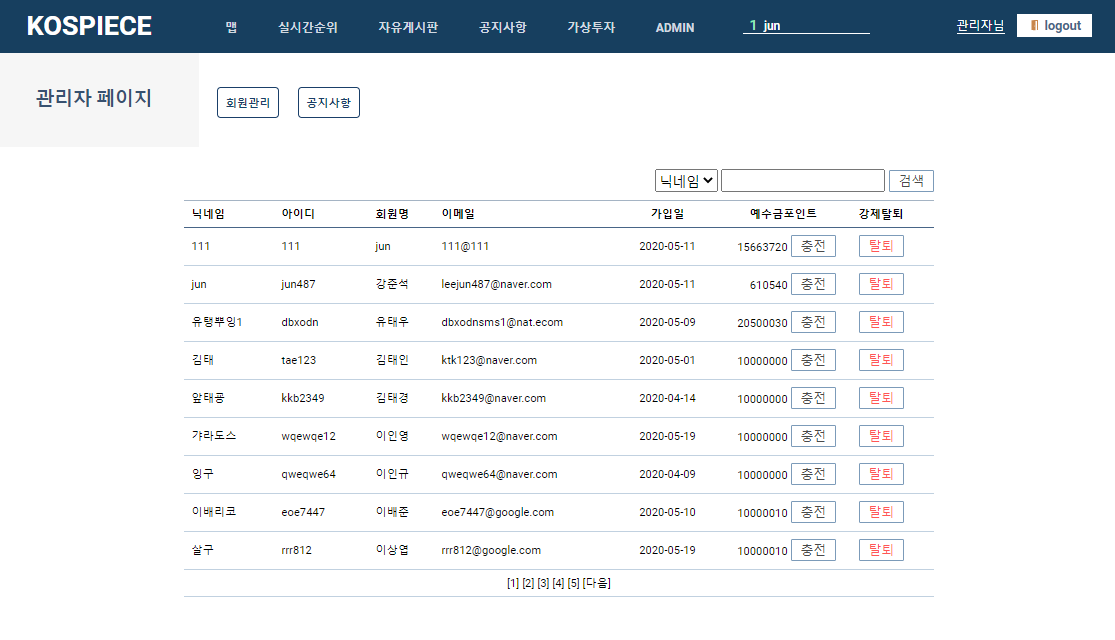 KOSPIECE 맵 실시간순위 자유게시판 공지사항 가상투자 ADMIN 1 jun 관리자님 logout
관리자 페이지 회원관리 공지사항
닉네임 검색
닉네임 아이디 회원명 이메일 가입일 예수금포인트 강제탈퇴
111 111 jun 111@111 2020-05-11 15663720 충전 탈퇴
jun jun487 강준석 leejun487@naver.com 2020-05-11 610540 충전 탈퇴
유탱뿌잉1 dbxodn 유태우 dbxodnsms1@nat.ecom 2020-05-09 20500030 충전 탈퇴
김태 tae123 김태인 ktk123@naver.com 2020-05-01 10000000 충전 탈퇴
앞태공 kkb2349 김태경 kkb2349@naver.com 2020-04-14 10000000 충전 탈퇴
갸라도스 wqewqe12 이인영 wqewqe12@naver.com 2020-05-19 10000000 충전 탈퇴
잉구 qweqwe64 이인규 qweqwe64@naver.com 2020-04-09 10000000 충전 탈퇴
이배리코 eoe7447 이배준 eoe7447@google.com 2020-05-10 10000010 충전 탈퇴
살구 rrr812 이상엽 rrr812@google.com 2020-05-19 10000010 충전 탈퇴
[1] [2] [3] [4] [5] [다음]